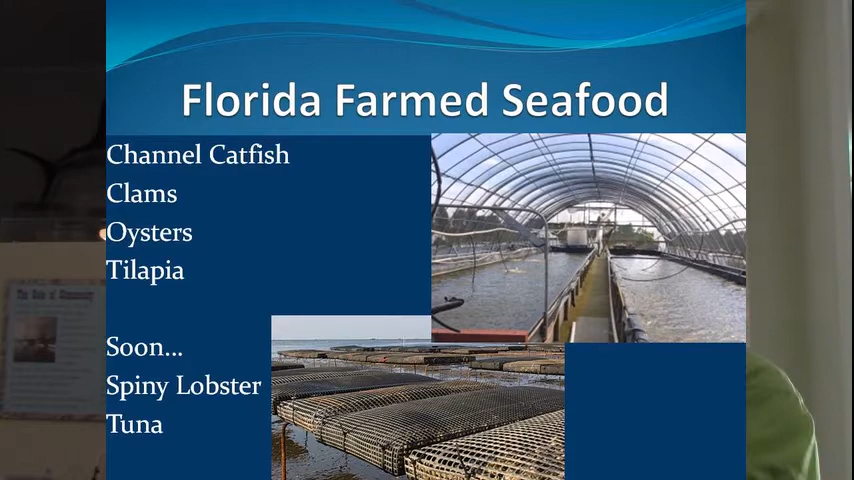 Florida Farmed Seafood
Channel Catfish
Clams
Oysters
Tilapia
Soon...
Spiny Lobster
Tuna